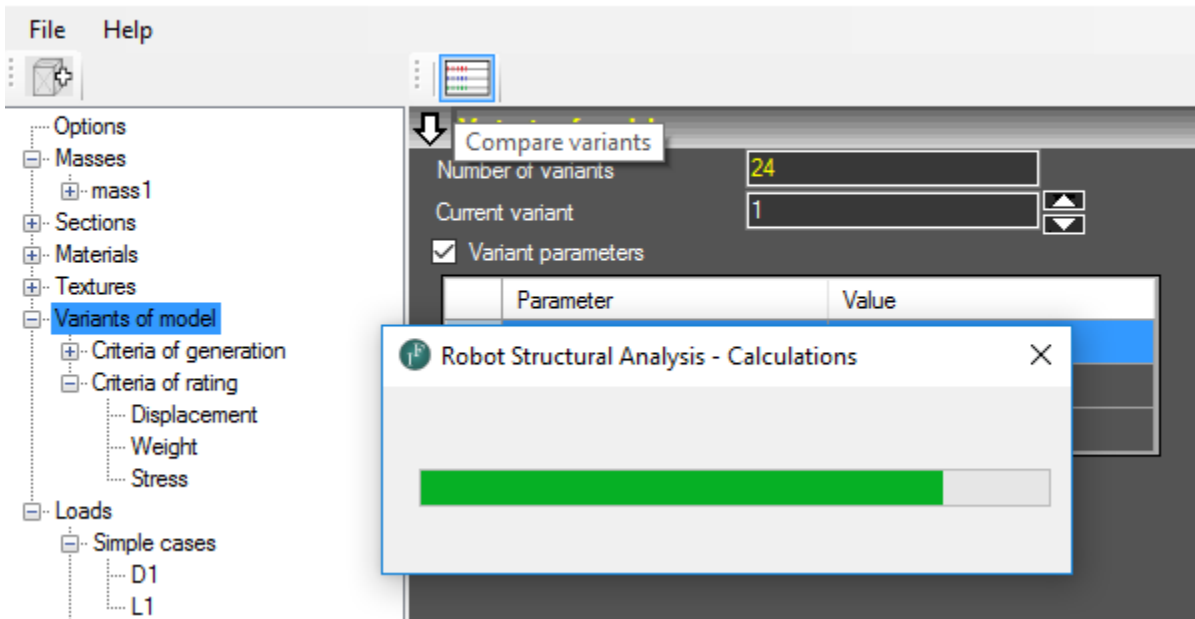 File Help
Compare variants
Options
Masses
mass1
Sections
Materials
Textures
Variants of model
Criteria of generation
Criteria of rating
Displacement
Weight
Stress
Loads
Simple cases
D1
L1
Number of variants 24
Current variant 1
Variant parameters
Parameter Value
Robot Structural Analysis - Calculations